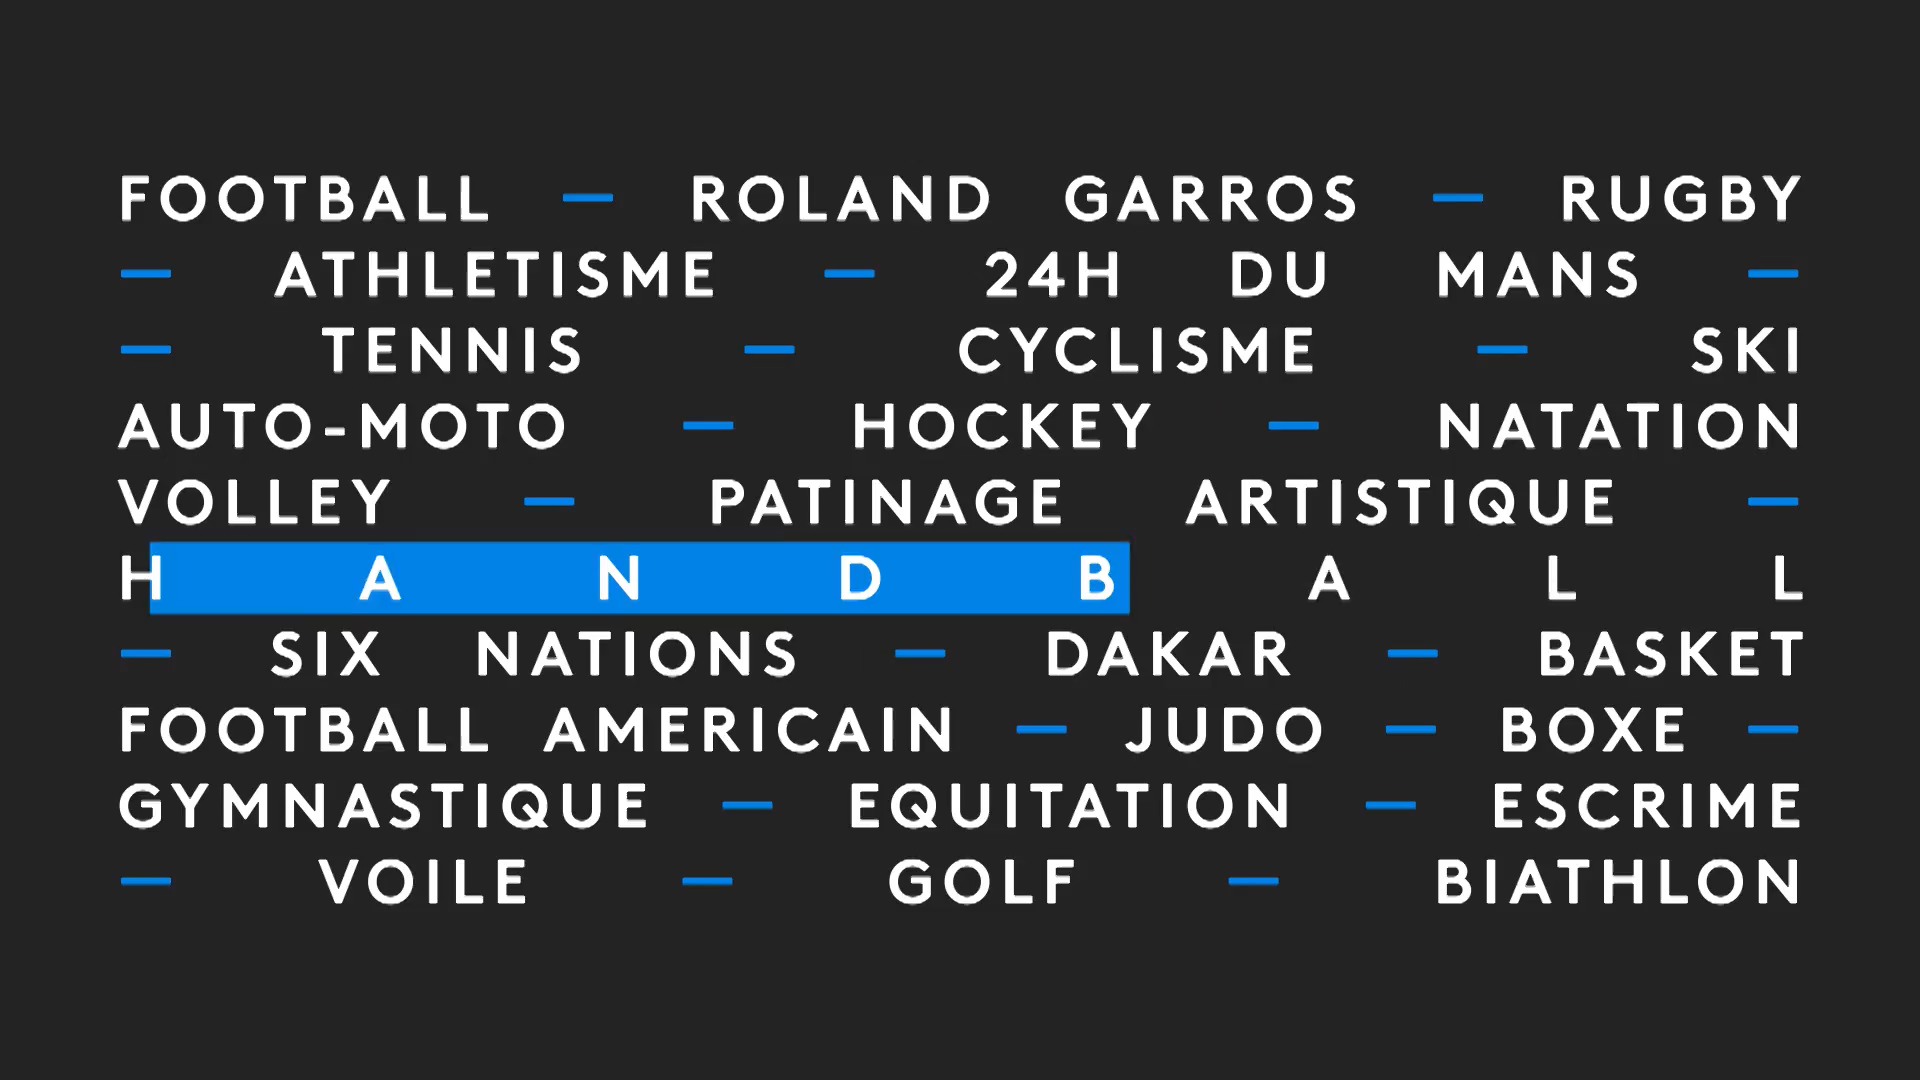 FOOTBALL — ROLAND GARROS — RUGBY
— ATHLETISME — 24H DU MANS —
— TENNIS — CYCLISME — SKI
AUTO-MOTO — HOCKEY — NATATION
VOLLEY — PATINAGE ARTISTIQUE —
HANDBALL
— SIX NATIONS — DAKAR — BASKET
FOOTBALL AMERICAIN — JUDO — BOXE —
GYMNASTIQUE — EQUITATION — ESCRIME
— VOILE — GOLF — BIATHLON